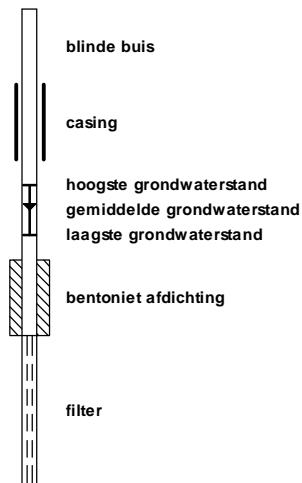 blinde buis
casing
hoogste grondwaterstand
gemiddelde grondwaterstand
laagste grondwaterstand
bentoniet afdichting
filter